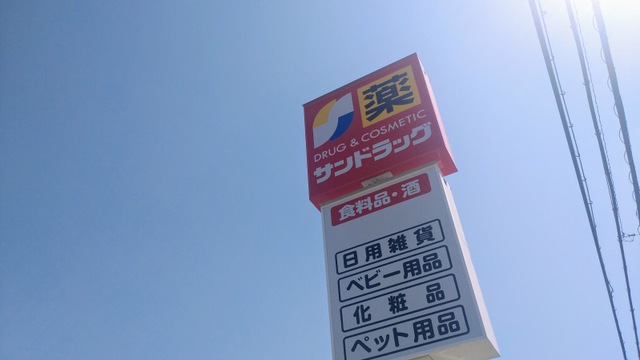 薬
DRUG & COSMETIC
サンドラッグ
食料品・酒
日用雑貨
ベビー用品
化粧品
ペット用品